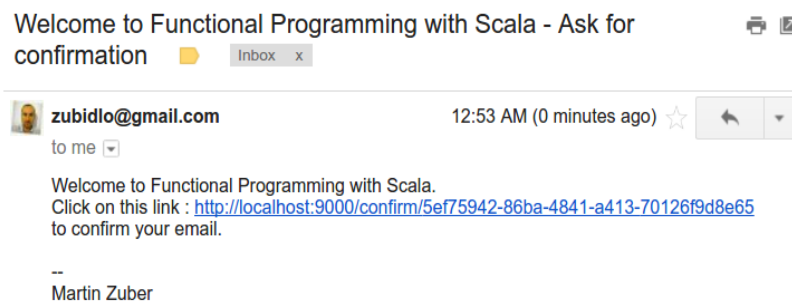 Welcome to Functional Programming with Scala - Ask for
confirmation Inbox x
zubidlo@gmail.com 12:53 AM (0 minutes ago)
to me
Welcome to Functional Programming with Scala.
Click on this link : http://localhost:9000/confirm/5ef75942-86ba-4841-a413-70126f9d8e65
to confirm your email.
--
Martin Zuber